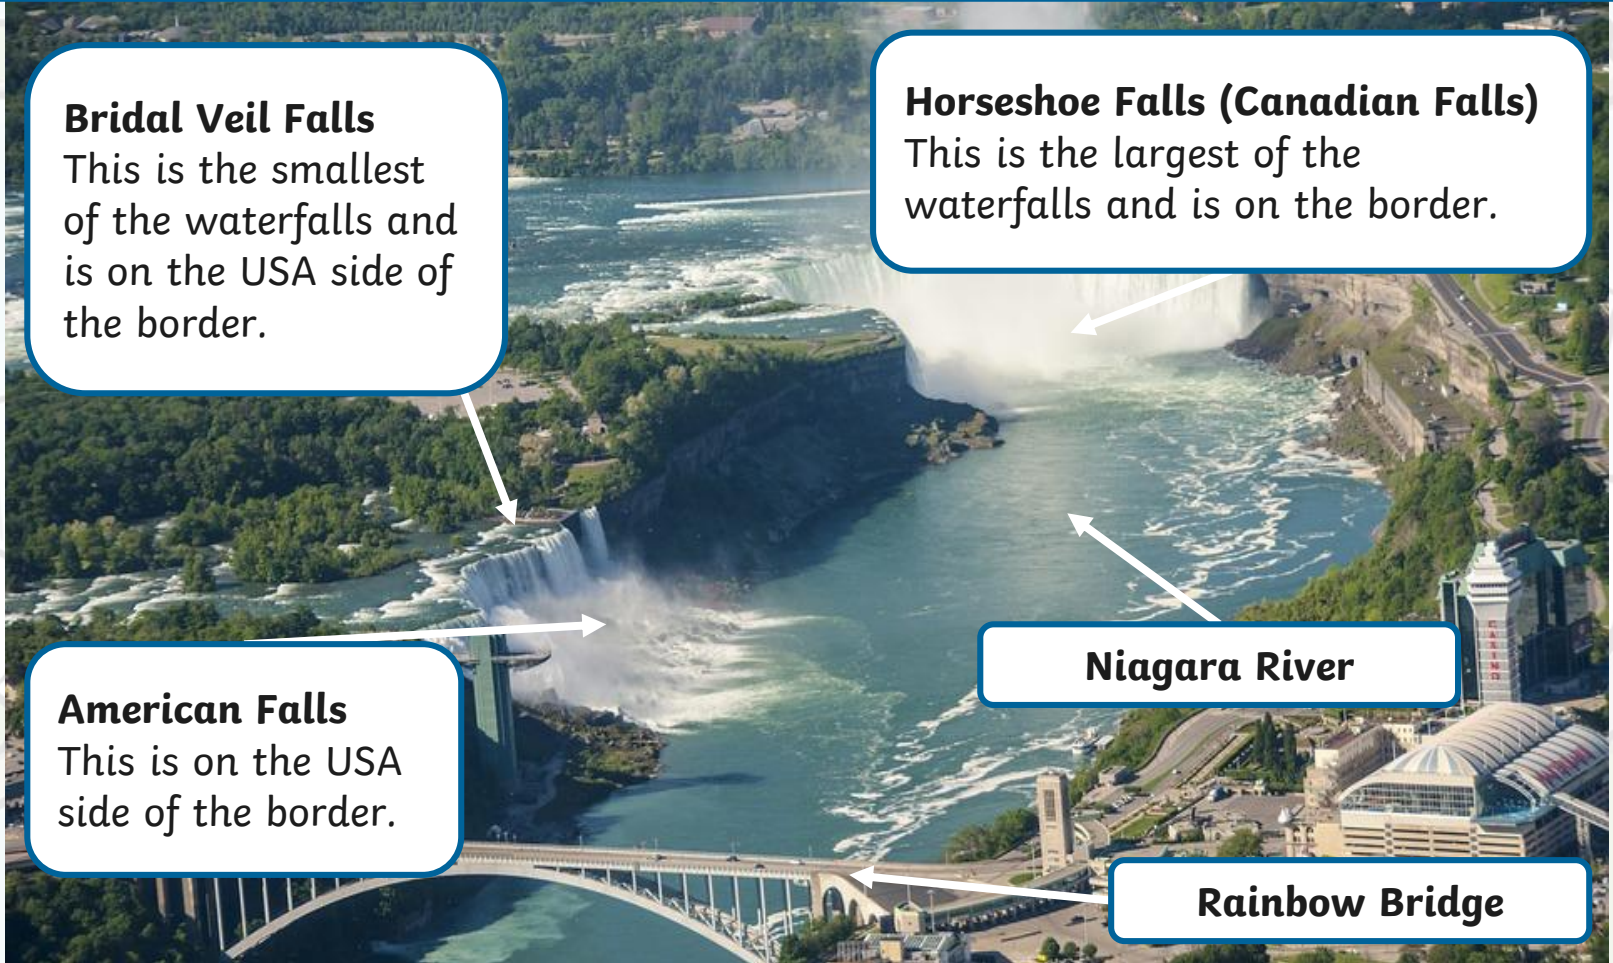 Bridal Veil Falls
This is the smallest
of the waterfalls and
is on the USA side of
the border.
Horseshoe Falls (Canadian Falls)
This is the largest of the
waterfalls and is on the border.
American Falls
This is on the USA
side of the border.
Niagara River
CASINO
Rainbow Bridge